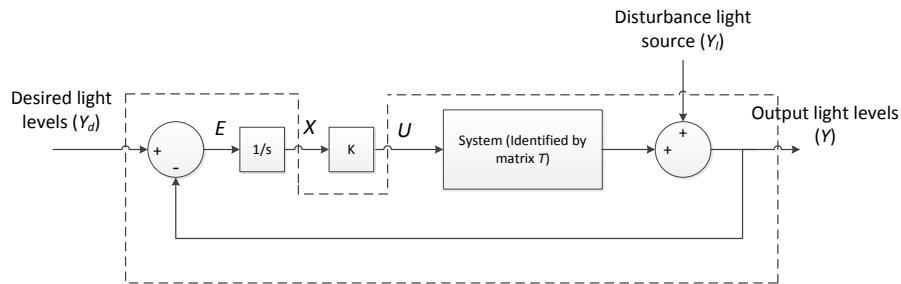 Disturbance light
source (Yl)
Desired light
levels (Yd)
E
1/s
X
K
U
System (Identified by
matrix T)
+
-
+
+
Output light levels
(Y)